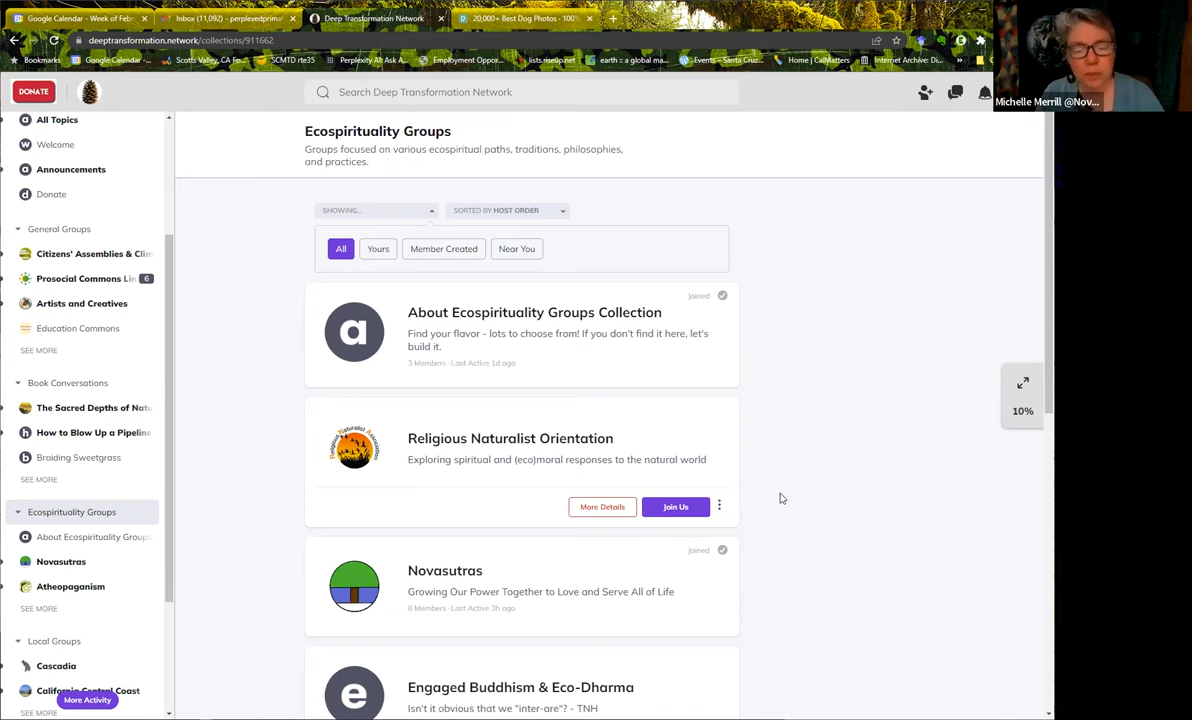 Google Calendar - Week of Feb
Inbox (11,092) - perplexedprima
Deep Transformation Network
20,000+ Best Dog Photos · 100%
deeptransformation.network/collections/911662
Bookmarks
Google Calendar -...
Scotts Valley, CA Fo...
SCMTD rte35
Perplexity AI Ask A...
Employment Oppor...
lists.riseup.net
earth :: a global ma...
Events – Santa Cruz...
Home | CalMatters
Internet Archive: Di...
»
Michelle Merrill @Nov...
DONATE
Search Deep Transformation Network
All Topics
Welcome
Announcements
Donate
General Groups
Citizens' Assemblies & Clim
Prosocial Commons Lin 6
Artists and Creatives
Education Commons
SEE MORE
Book Conversations
The Sacred Depths of Natu
How to Blow Up a Pipeline
Braiding Sweetgrass
SEE MORE
Ecospirituality Groups
About Ecospirituality Groups
Novasutras
Atheopaganism
SEE MORE
Local Groups
Cascadia
California Central Coast
More Activity
SEE MORE
Ecospirituality Groups
Groups focused on various ecospiritual paths, traditions, philosophies,
and practices.
SHOWING...
SORTED BY HOST ORDER
All
Yours
Member Created
Near You
Joined
a
About Ecospirituality Groups Collection
Find your flavor - lots to choose from! If you don't find it here, let's
build it.
3 Members · Last Active 1d ago
Religious Naturalist Association
Religious Naturalist Orientation
Exploring spiritual and (eco)moral responses to the natural world
More Details
Join Us
Joined
Novasutras
Growing Our Power Together to Love and Serve All of Life
8 Members · Last Active 3h ago
e
Engaged Buddhism & Eco-Dharma
Isn't it obvious that we "inter-are"? - TNH
10%